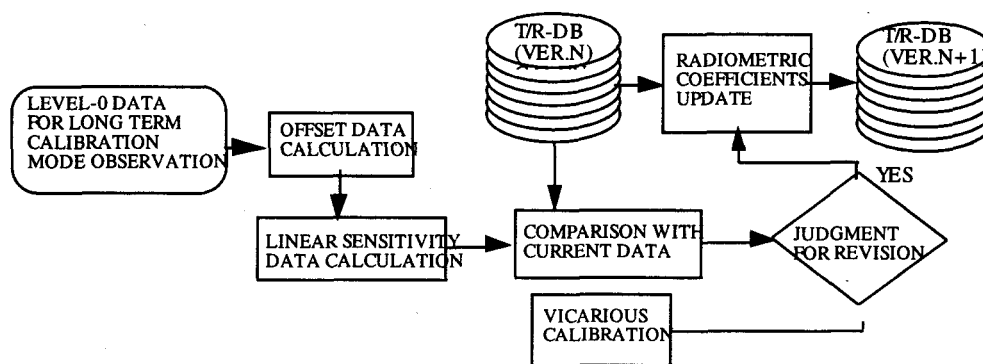 T/R-DB
(VER.N)
RADIOMETRIC
COEFFICIENTS
UPDATE
T/R-DB
(VER.N+1)
LEVEL-0 DATA
FOR LONG TERM
CALIBRATION
MODE OBSERVATION
OFFSET DATA
CALCULATION
YES
LINEAR SENSITIVITY
DATA CALCULATION
COMPARISON WITH
CURRENT DATA
JUDGMENT
FOR REVISION
VICARIOUS
CALIBRATION